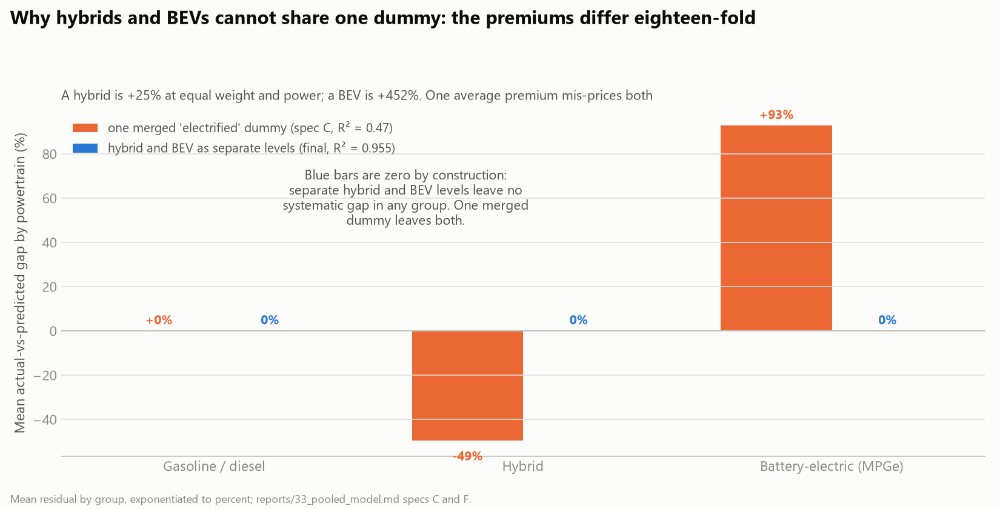 Why hybrids and BEVs cannot share one dummy: the premiums differ eighteen-fold
A hybrid is +25% at equal weight and power; a BEV is +452%. One average premium mis-prices both
one merged 'electrified' dummy (spec C, R² = 0.47)
hybrid and BEV as separate levels (final, R² = 0.955)
Blue bars are zero by construction:
separate hybrid and BEV levels leave no
systematic gap in any group. One merged
dummy leaves both.
Mean actual-vs-predicted gap by powertrain (%)
80
60
40
20
0
−20
−40
+0%
0%
-49%
0%
+93%
0%
Gasoline / diesel
Hybrid
Battery-electric (MPGe)
Mean residual by group, exponentiated to percent; reports/33_pooled_model.md specs C and F.